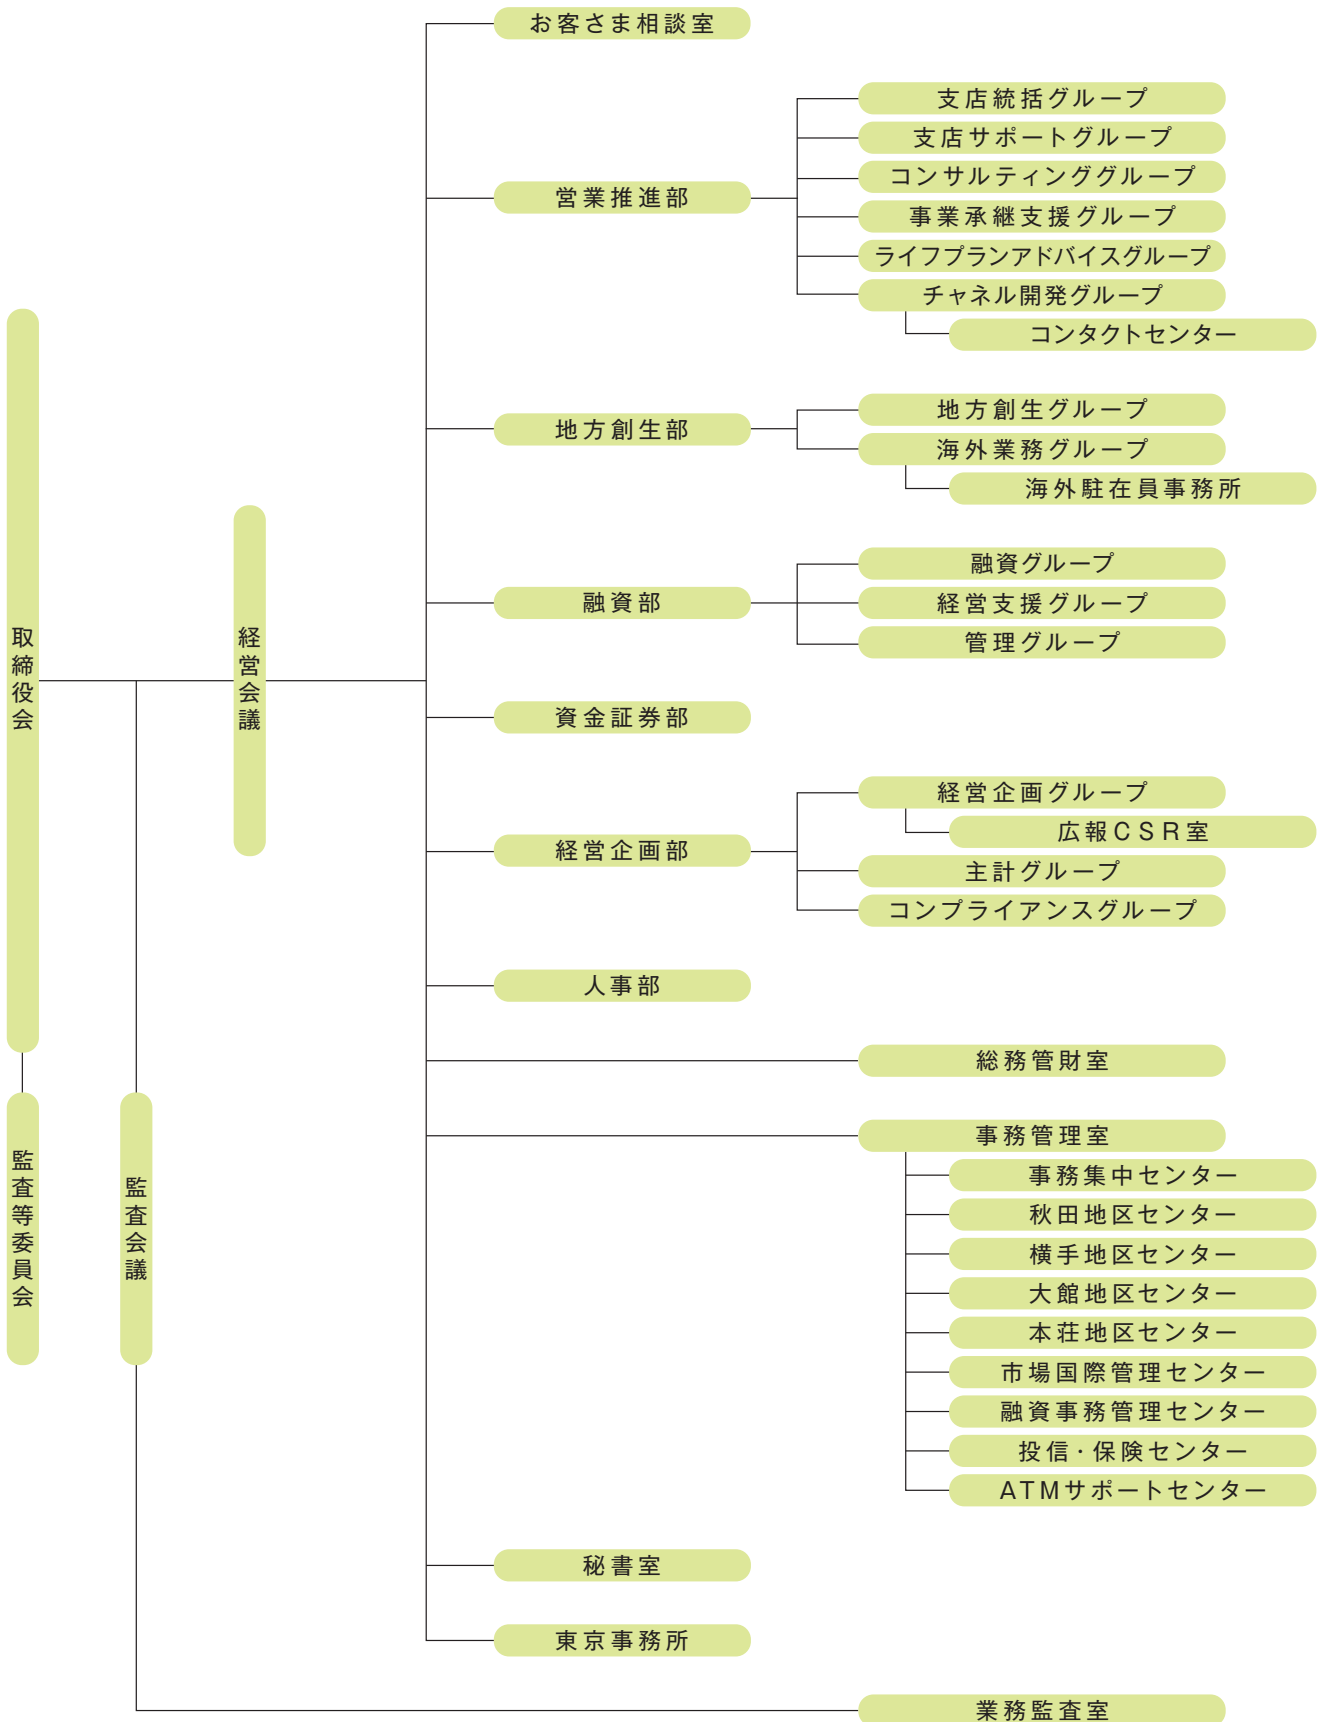 お客さま相談室
支店統括グループ
支店サポートグループ
コンサルティンググループ
営業推進部
事業承継支援グループ
ライフプランアドバイスグループ
チャネル開発グループ
コンタクトセンター
地方創生グループ
地方創生部
海外業務グループ
海外駐在員事務所
融資グループ
融資部
経営支援グループ
管理グループ
取締役会
経営会議
資金証券部
経営企画グループ
広報CSR室
経営企画部
主計グループ
コンプライアンスグループ
人事部
総務管財室
事務管理室
監査等委員会
監査会議
事務集中センター
秋田地区センター
横手地区センター
大館地区センター
本荘地区センター
市場国際管理センター
融資事務管理センター
投信・保険センター
ATMサポートセンター
秘書室
東京事務所
業務監査室